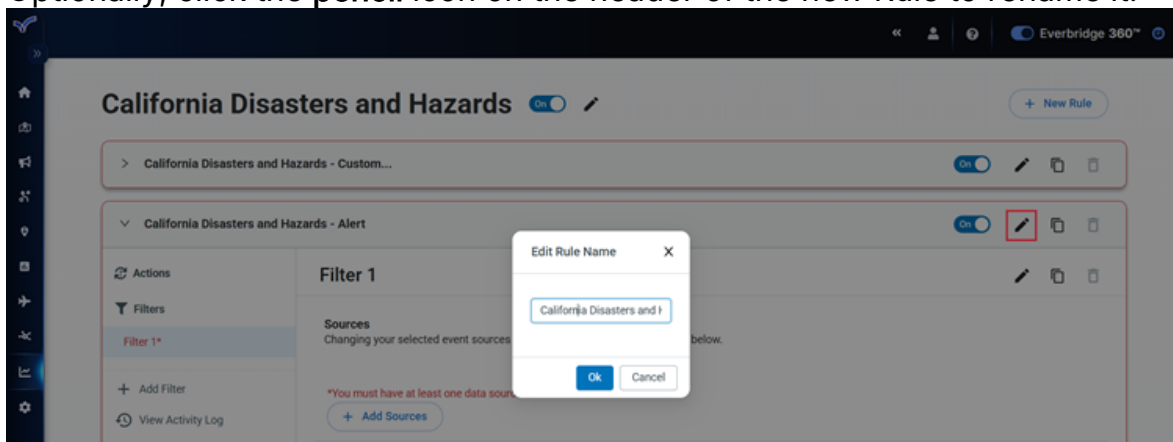 Optionally, click the pencil icon on the header of the new Rule to rename it.
Everbridge 360™
California Disasters and Hazards On
+ New Rule
California Disasters and Hazards - Custom... On
California Disasters and Hazards - Alert On
Edit Rule Name X
Actions
Filter 1
Filters
California Disasters and H
Sources
Filter 1*
Changing your selected event sources below.
Ok Cancel
+ Add Filter
*You must have at least one data sour
View Activity Log
+ Add Sources